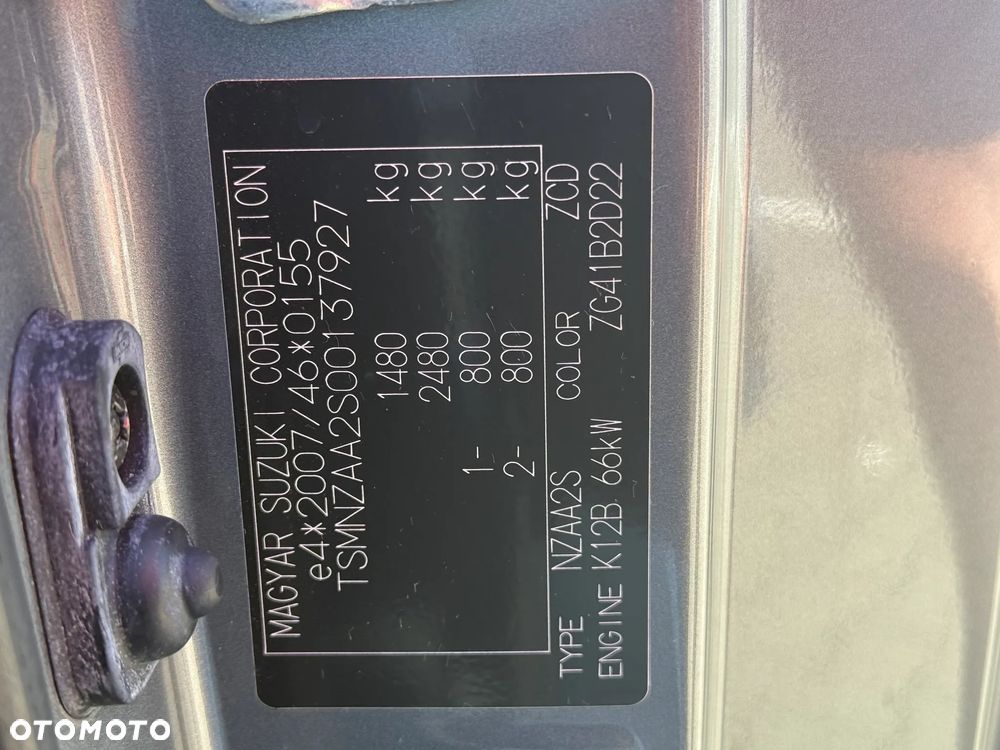 MAGYAR SUZUKI CORPORATION
e4*2007/46*0155
TSMNZAA2S00137927
1480 kg
2480 kg
1- 800 kg
2- 800 kg
TYPE NZAA2S COLOR ZCD
ENGINE K12B 66kW ZG41B2D22
OTOMOTO